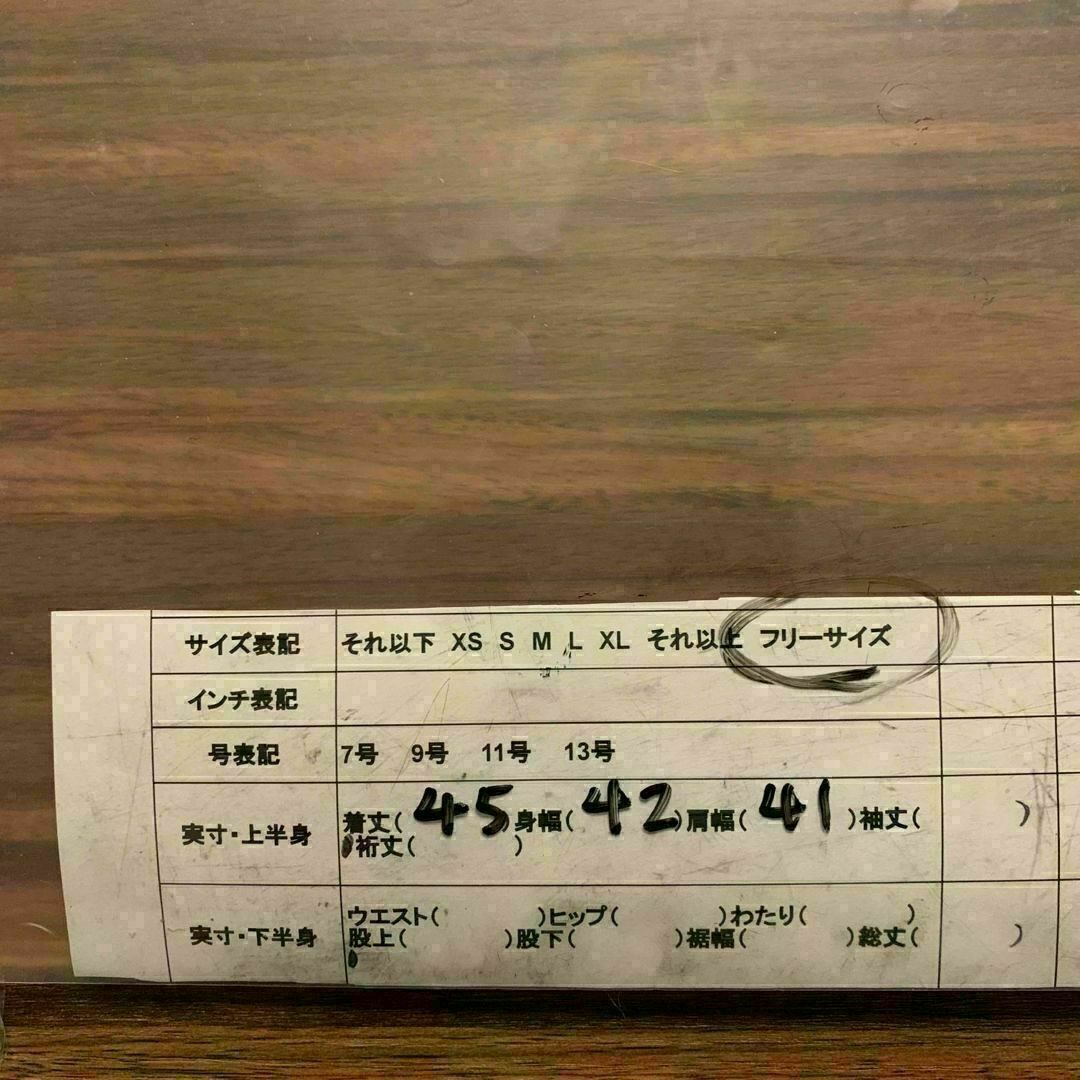 サイズ表記 それ以下 XS S M L XL それ以上 フリーサイズ
インチ表記
号表記 7号 9号 11号 13号
実寸・上半身 着丈( 45 身幅( 42 )肩幅( 41 )袖丈( )
)裄丈( )
実寸・下半身 ウエスト( )ヒップ( )わたり( )
股上( )股下( )裾幅( )総丈( )